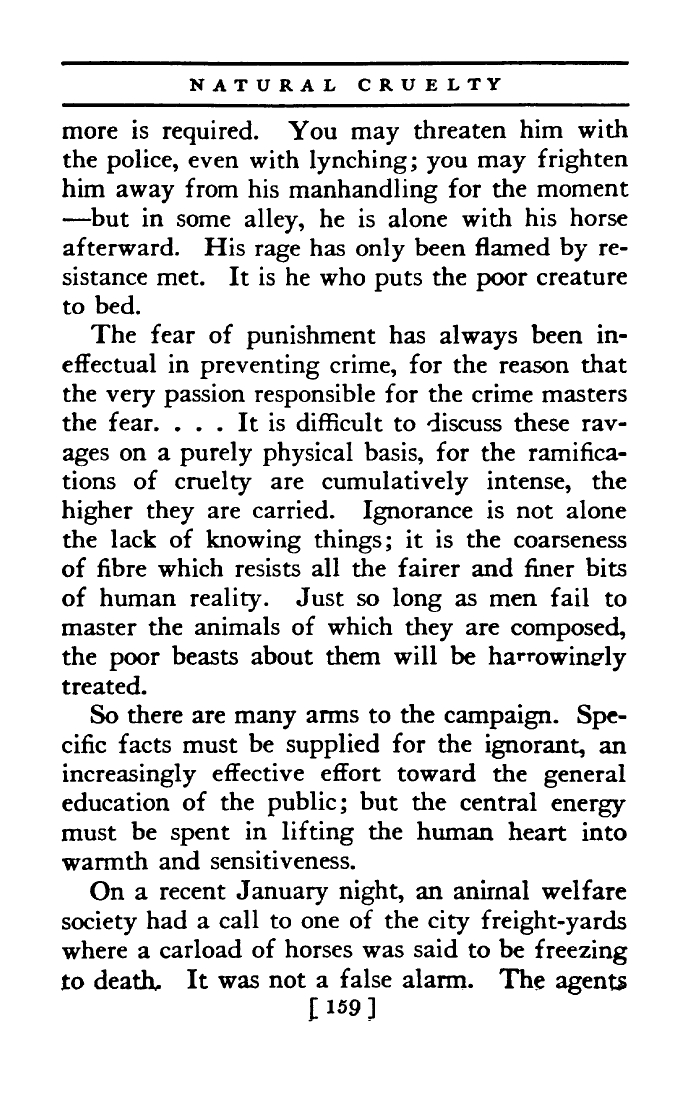 NATURAL CRUELTY
more is required. You may threaten him with
the police, even with lynching; you may frighten
him away from his manhandling for the moment
—but in some alley, he is alone with his horse
afterward. His rage has only been flamed by re-
sistance met. It is he who puts the poor creature
to bed.
The fear of punishment has always been in-
effectual in preventing crime, for the reason that
the very passion responsible for the crime masters
the fear. . . . It is difficult to discuss these rav-
ages on a purely physical basis, for the ramifica-
tions of cruelty are cumulatively intense, the
higher they are carried. Ignorance is not alone
the lack of knowing things; it is the coarseness
of fibre which resists all the fairer and finer bits
of human reality. Just so long as men fail to
master the animals of which they are composed,
the poor beasts about them will be harrowingly
treated.
So there are many arms to the campaign. Spe-
cific facts must be supplied for the ignorant, an
increasingly effective effort toward the general
education of the public; but the central energy
must be spent in lifting the human heart into
warmth and sensitiveness.
On a recent January night, an animal welfare
society had a call to one of the city freight-yards
where a carload of horses was said to be freezing
to death. It was not a false alarm. The agents
[ 159 ]